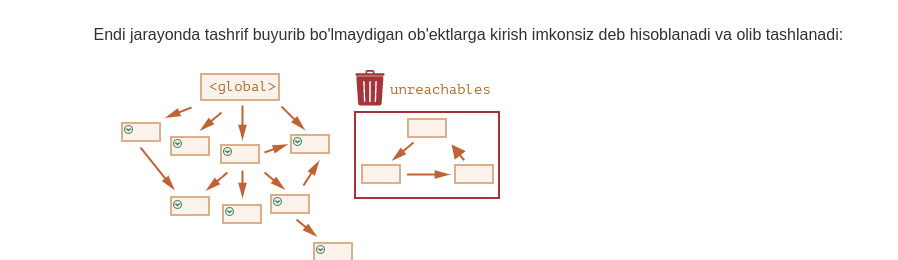 Endi jarayonda tashrif buyurib bo'lmaydigan ob'ektlarga kirish imkonsiz deb hisoblanadi va olib tashlanadi:
<global>
unreachables